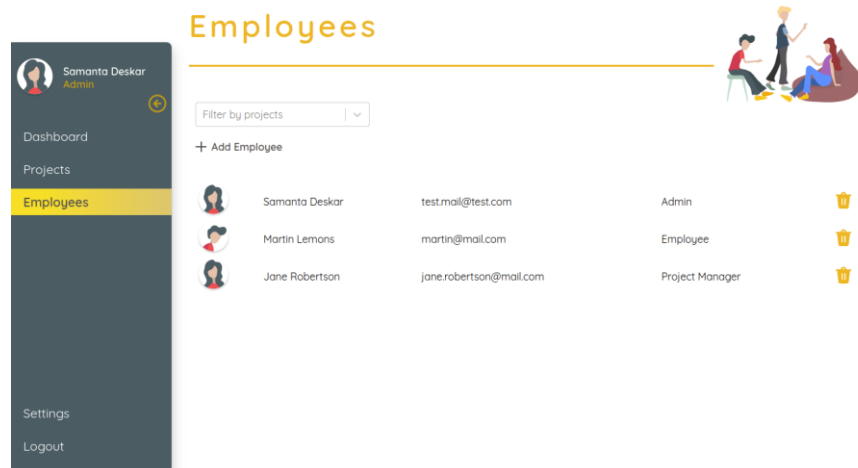 Employees
Samanta Deskar
Admin
Dashboard
Projects
Employees
Settings
Logout
Filter by projects
+ Add Employee
Samanta Deskar test.mail@test.com Admin
Martin Lemons martin@mail.com Employee
Jane Robertson jane.robertson@mail.com Project Manager